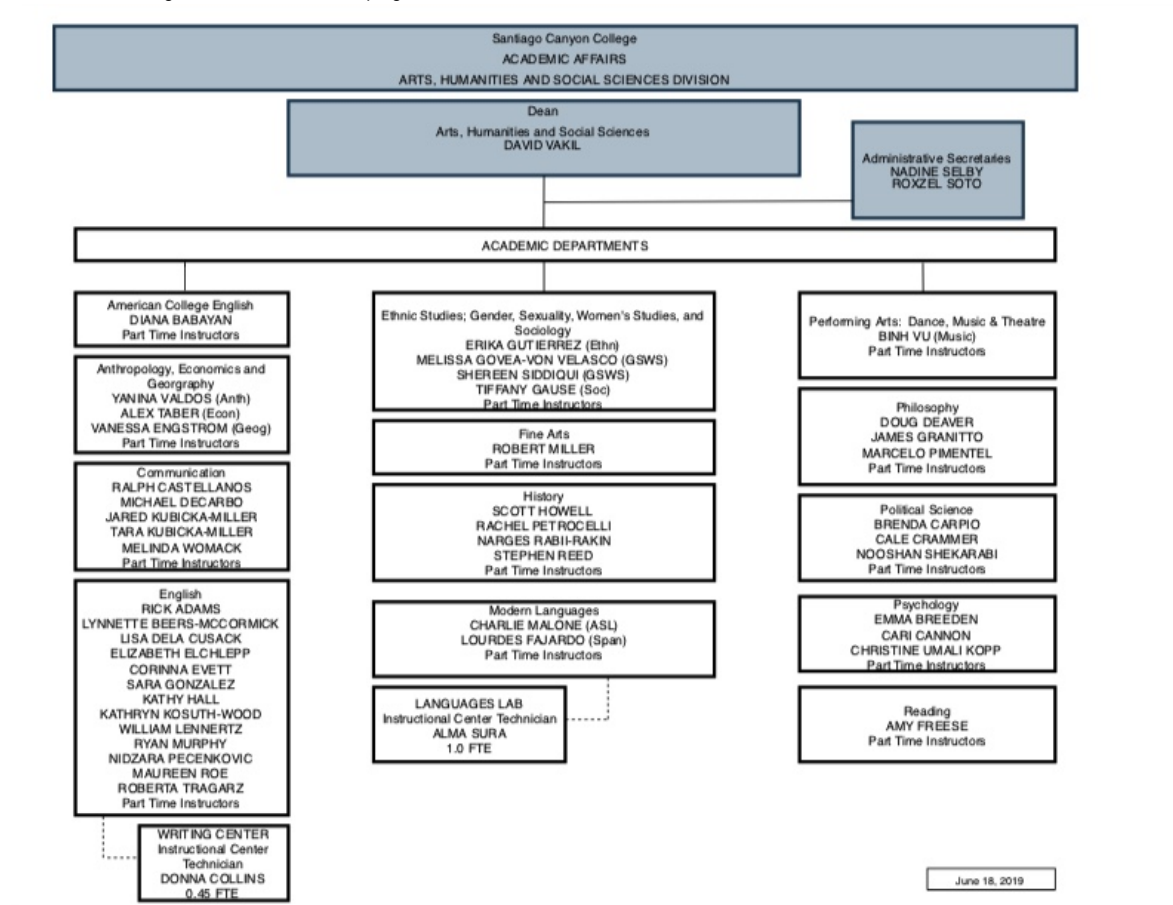 Santiago Canyon College
ACADEMIC AFFAIRS
ARTS, HUMANITIES AND SOCIAL SCIENCES DIVISION
Dean
Arts, Humanities and Social Sciences
DAVID VAKIL
Administrative Secretaries
NADINE SELBY
ROXZEL SOTO
ACADEMIC DEPARTMENTS
American College English
DIANA BABAYAN
Part Time Instructors
Anthropology, Economics and
Georgraphy
YANINA VALDOS (Anth)
ALEX TABER (Econ)
VANESSA ENGSTROM (Geog)
Part Time Instructors
Communication
RALPH CASTELLANOS
MICHAEL DECARBO
JARED KUBICKA-MILLER
TARA KUBICKA-MILLER
MELINDA WOMACK
Part Time Instructors
English
RICK ADAMS
LYNNETTE BEERS-MCCORMICK
LISA DELA CUSACK
ELIZABETH ELCHLEPP
CORINNA EVETT
SARA GONZALEZ
KATHY HALL
KATHRYN KOSUTH-WOOD
WILLIAM LENNERTZ
RYAN MURPHY
NIDZARA PECENKOVIC
MAUREEN ROE
ROBERTA TRAGARZ
Part Time Instructors
WRITING CENTER
Instructional Center
Technician
DONNA COLLINS
0.45 FTE
Ethnic Studies; Gender, Sexuality, Women's Studies, and
Sociology
ERIKA GUTIERREZ (Ethn)
MELISSA GOVEA-VON VELASCO (GSWS)
SHEREEN SIDDIQUI (GSWS)
TIFFANY GAUSE (Soc)
Part Time Instructors
Fine Arts
ROBERT MILLER
Part Time Instructors
History
SCOTT HOWELL
RACHEL PETROCELLI
NARGES RABII-RAKIN
STEPHEN REED
Part Time Instructors
Modern Languages
CHARLIE MALONE (ASL)
LOURDES FAJARDO (Span)
Part Time Instructors
LANGUAGES LAB
Instructional Center Technician
ALMA SURA
1.0 FTE
Performing Arts: Dance, Music & Theatre
BINH VU (Music)
Part Time Instructors
Philosophy
DOUG DEAVER
JAMES GRANITTO
MARCELO PIMENTEL
Part Time Instructors
Political Science
BRENDA CARPIO
CALE CRAMMER
NOOSHAN SHEKARABI
Part Time Instructors
Psychology
EMMA BREEDEN
CARI CANNON
CHRISTINE UMALI KOPP
Part Time Instructors
Reading
AMY FREESE
Part Time Instructors
June 18, 2019